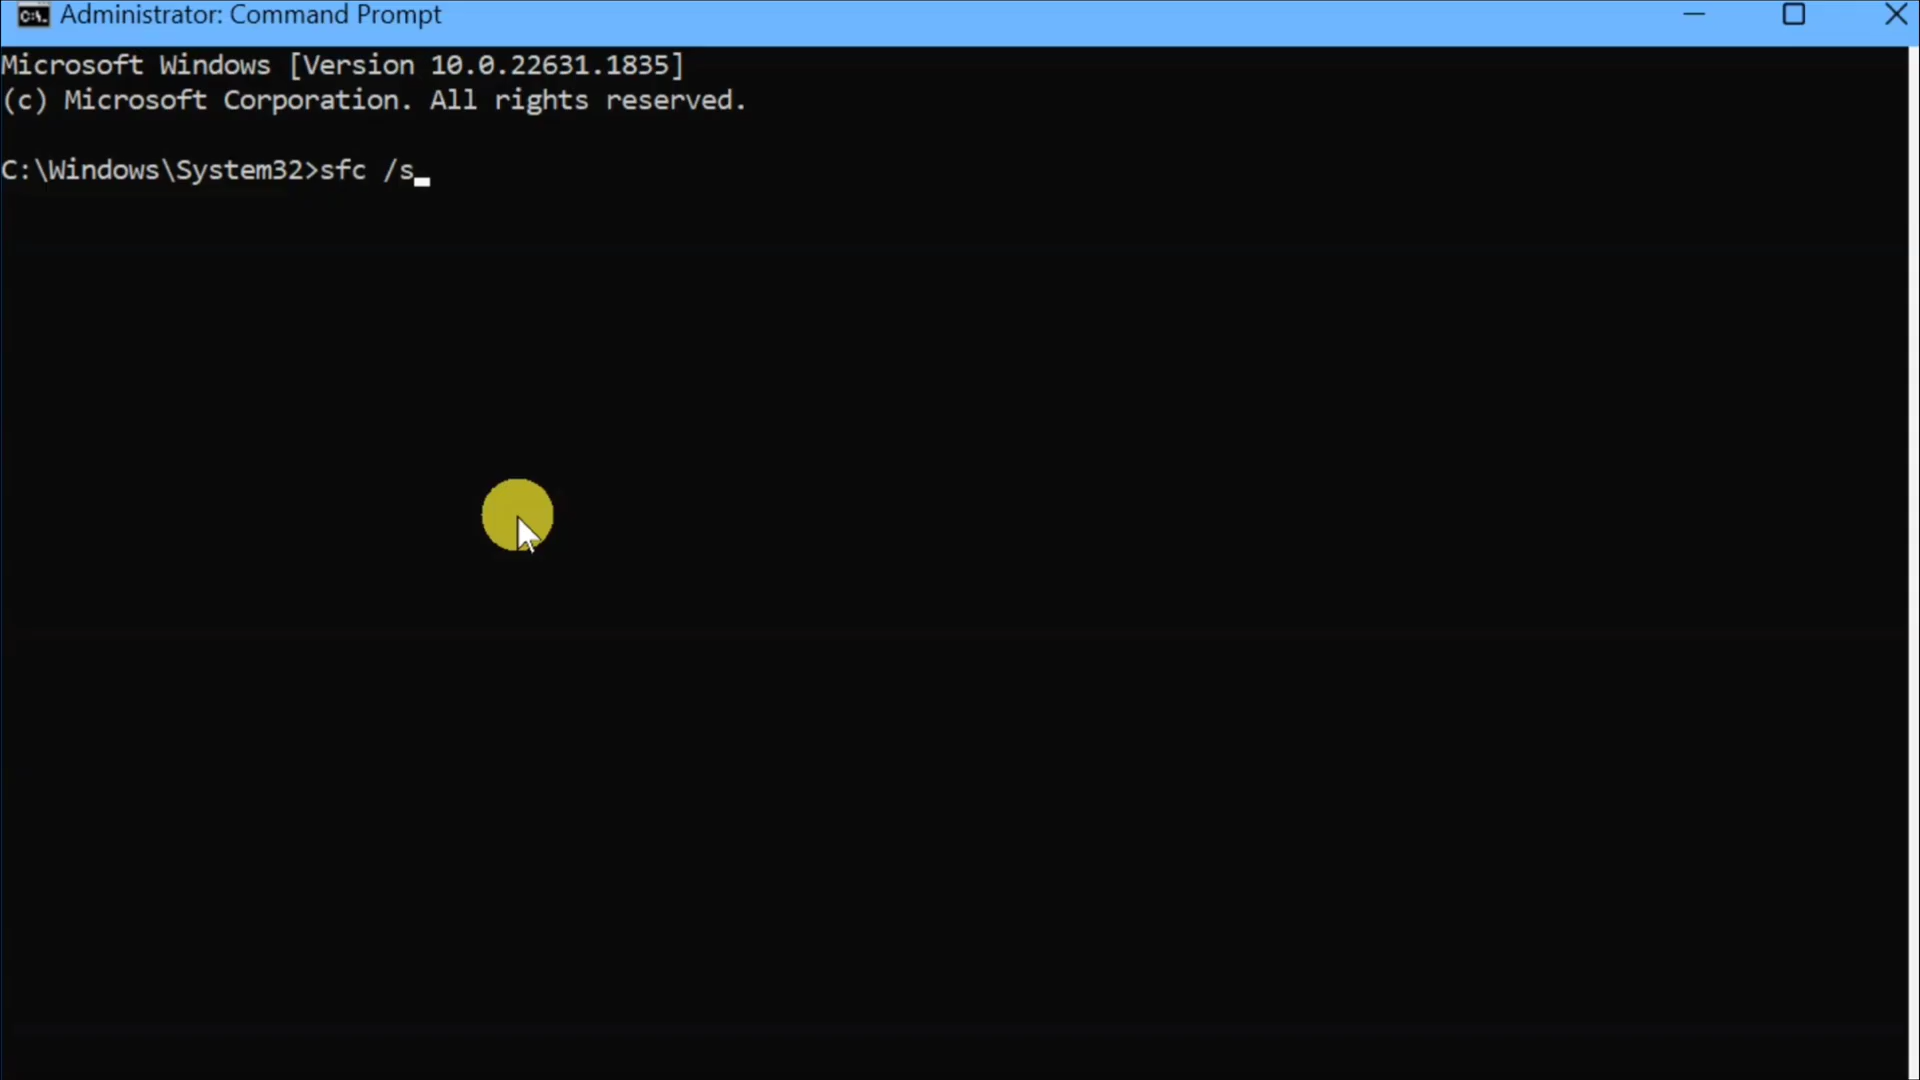 Administrator: Command Prompt
Microsoft Windows [Version 10.0.22631.1835]
(c) Microsoft Corporation. All rights reserved.
C:\Windows\System32>sfc /s